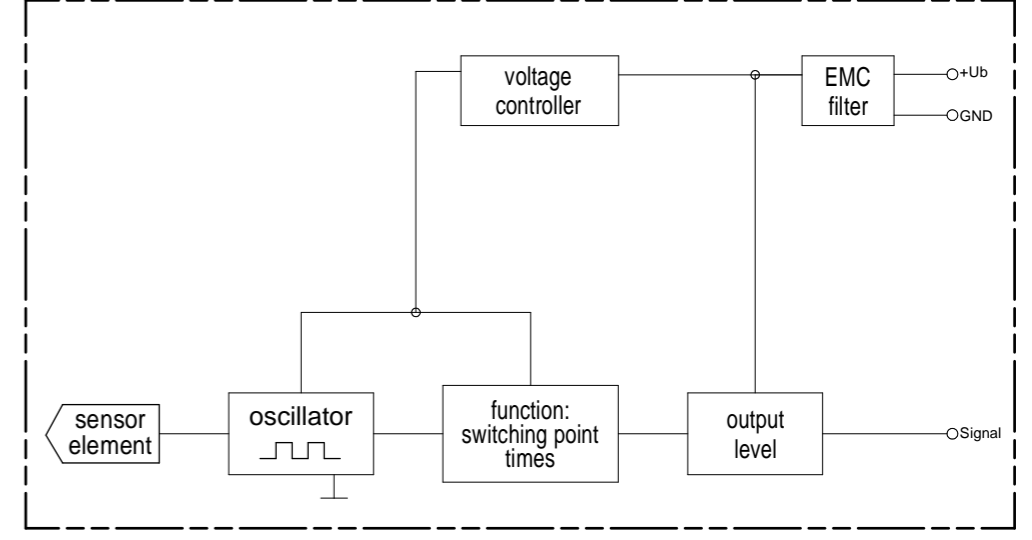 voltage
controller
EMC
filter
+Ub
GND
sensor
element
oscillator
function:
switching point
times
output
level
Signal